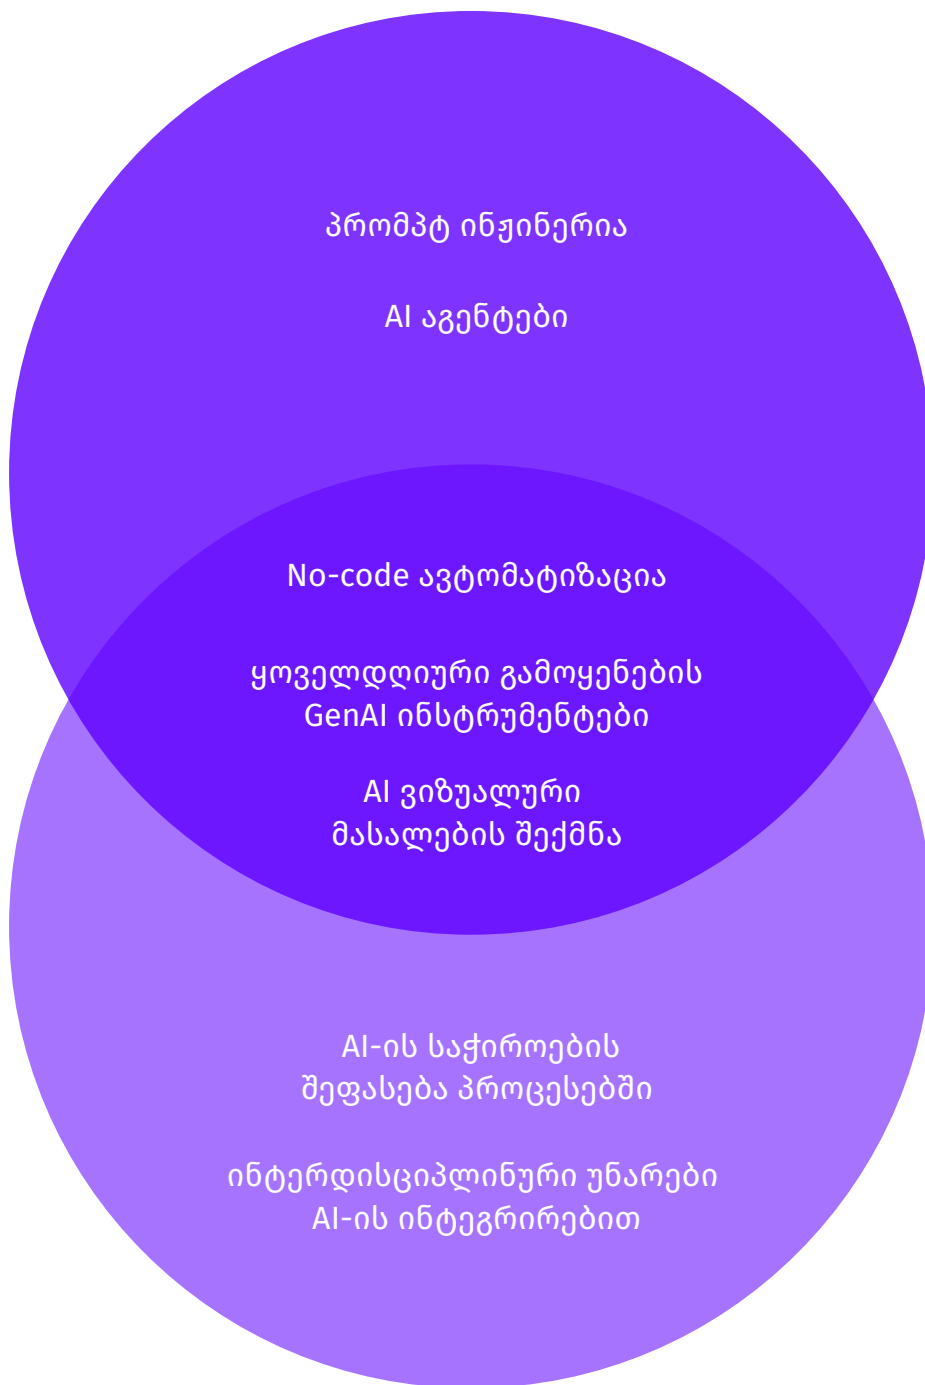 პრომპტ ინჟინერია
AI აგენტები
No-code ავტომატიზაცია
ყოველდღიური გამოყენების
GenAI ინსტრუმენტები
AI ვიზუალური
მასალების შექმნა
AI-ის საჭიროების
შეფასება პროცესებში
ინტერდისციპლინური უნარები
AI-ის ინტეგრირებით